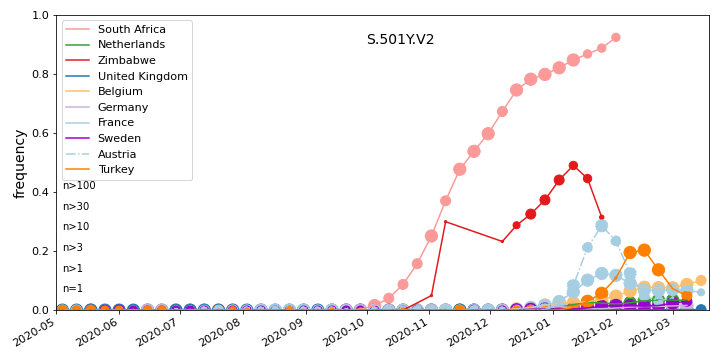 S.501Y.V2
South Africa
Netherlands
Zimbabwe
United Kingdom
Belgium
Germany
France
Sweden
Austria
Turkey
n>100
n>30
n>10
n>3
n>1
n=1
frequency
1.0
0.8
0.6
0.4
0.2
0.0
2020-05
2020-06
2020-07
2020-08
2020-09
2020-10
2020-11
2020-12
2021-01
2021-02
2021-03